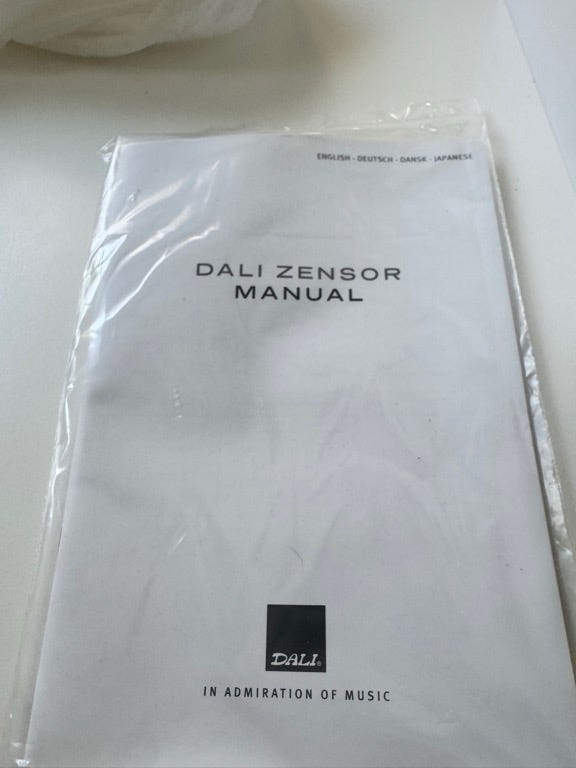 ENGLISH - DEUTSCH - DANSK - JAPANESE
DALI ZENSOR
MANUAL
DALI®
IN ADMIRATION OF MUSIC